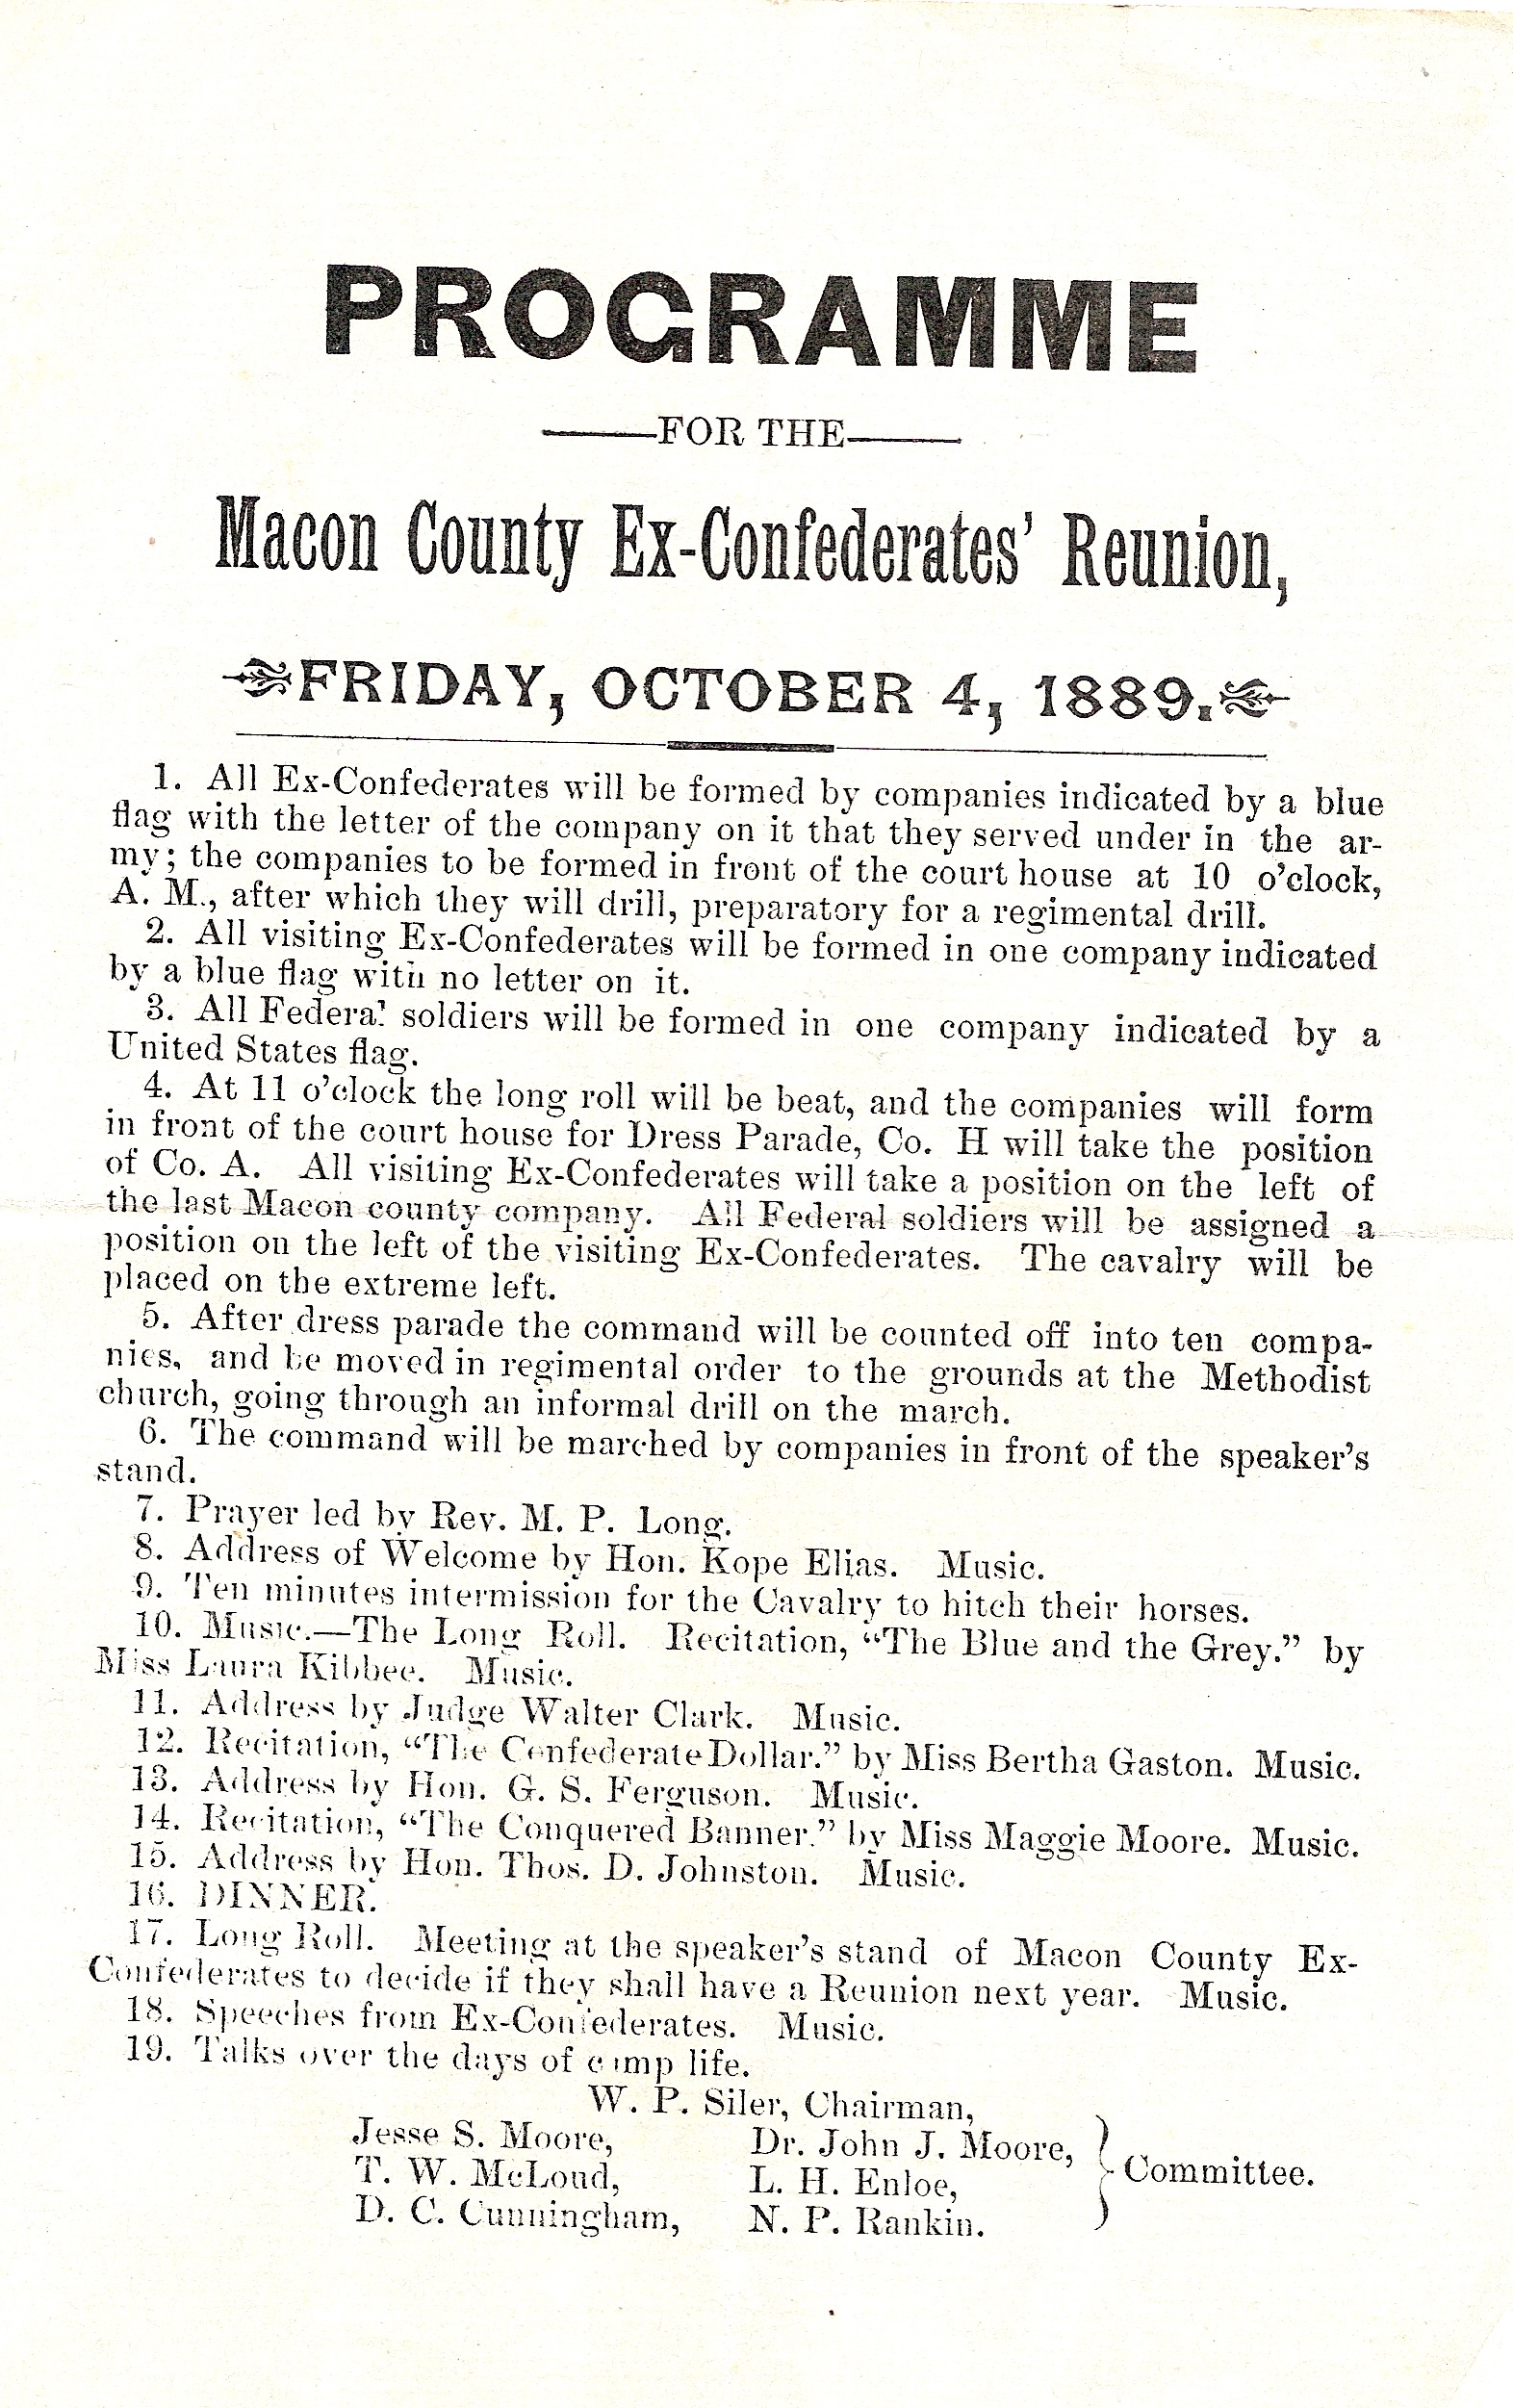 PROGRAMME
FOR THE
Macon County Ex-Confederates' Reunion,
FRIDAY, OCTOBER 4, 1889.
1. All Ex-Confederates will be formed by companies indicated by a blue
flag with the letter of the company on it that they served under in the ar-
my; the companies to be formed in front of the court house at 10 o'clock,
A. M., after which they will drill, preparatory for a regimental drill.
2. All visiting Ex-Confederates will be formed in one company indicated
by a blue flag with no letter on it.
3. All Federal soldiers will be formed in one company indicated by a
United States flag.
4. At 11 o'clock the long roll will be beat, and the companies will form
in front of the court house for Dress Parade, Co. H will take the position
of Co. A. All visiting Ex-Confederates will take a position on the left of
the last Macon county company. All Federal soldiers will be assigned a
position on the left of the visiting Ex-Confederates. The cavalry will be
placed on the extreme left.
5. After dress parade the command will be counted off into ten compa-
nies, and be moved in regimental order to the grounds at the Methodist
church, going through an informal drill on the march.
6. The command will be marched by companies in front of the speaker's
stand.
7. Prayer led by Rev. M. P. Long.
8. Address of Welcome by Hon. Kope Elias. Music.
9. Ten minutes intermission for the Cavalry to hitch their horses.
10. Music.—The Long Roll. Recitation, "The Blue and the Grey." by
Miss Laura Kibbee. Music.
11. Address by Judge Walter Clark. Music.
12. Recitation, "The Confederate Dollar." by Miss Bertha Gaston. Music.
13. Address by Hon. G. S. Ferguson. Music.
14. Recitation, "The Conquered Banner." by Miss Maggie Moore. Music.
15. Address by Hon. Thos. D. Johnston. Music.
16. DINNER.
17. Long Roll. Meeting at the speaker's stand of Macon County Ex-
Confederates to decide if they shall have a Reunion next year. Music.
18. Speeches from Ex-Confederates. Music.
19. Talks over the days of camp life.
W. P. Siler, Chairman,
Jesse S. Moore, Dr. John J. Moore,
T. W. McLoud, L. H. Enloe, Committee.
D. C. Cunningham, N. P. Rankin.